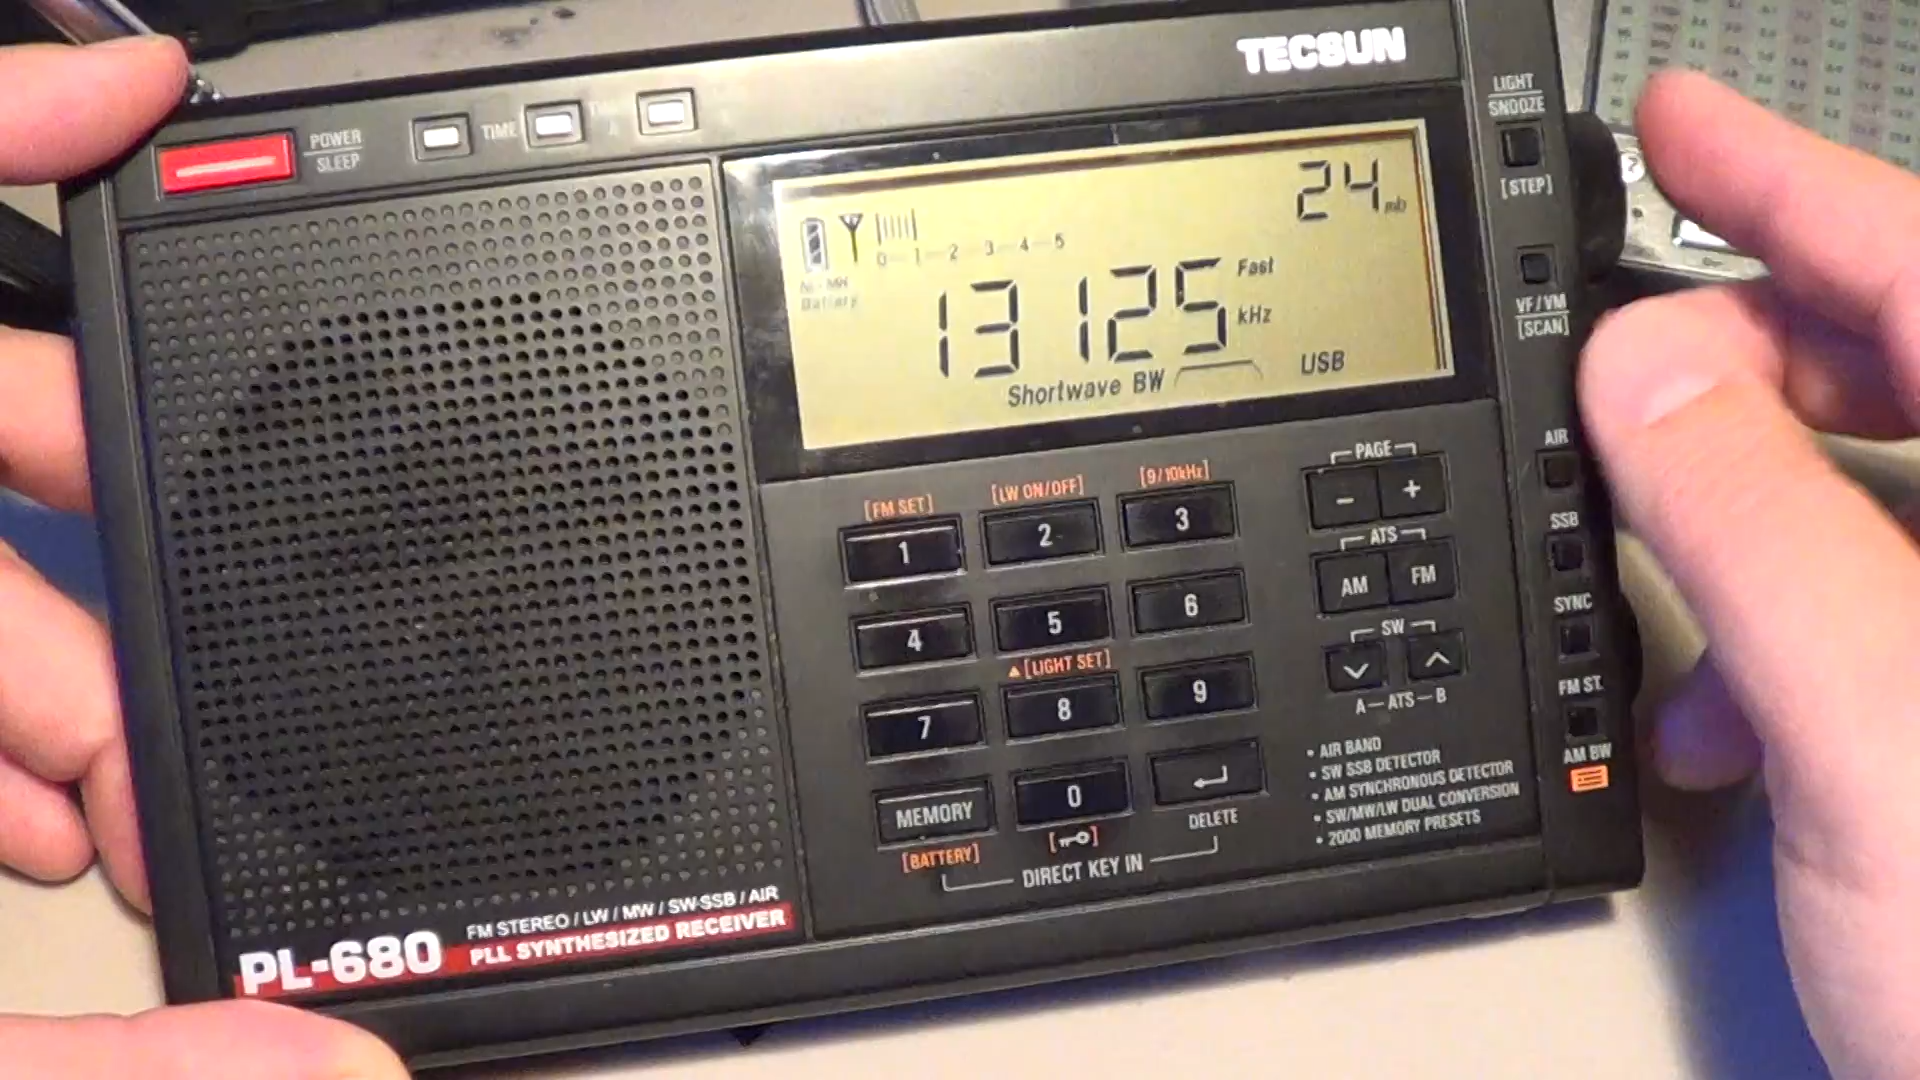 TECSUN
LIGHT
SNOOZE
[STEP]
POWER
SLEEP
TIME
24 mb
0-1-2-3-4-5
Ni-MH
Battery
13125
Fast
kHz
Shortwave BW
USB
VF/VM
[SCAN]
AIR
SSB
SYNC
FM ST.
AM BW
PAGE
- +
ATS
AM FM
SW
A-ATS-B
[FM SET] [LW ON/OFF] [9/10kHz]
1 2 3
4 5 6
▲[LIGHT SET]
7 8 9
MEMORY 0
[BATTERY] DELETE
DIRECT KEY IN
• AIR BAND
• SW SSB DETECTOR
• AM SYNCHRONOUS DETECTOR
• SW/MW/LW DUAL CONVERSION
• 2000 MEMORY PRESETS
PL-680
FM STEREO / LW / MW / SW-SSB / AIR
PLL SYNTHESIZED RECEIVER